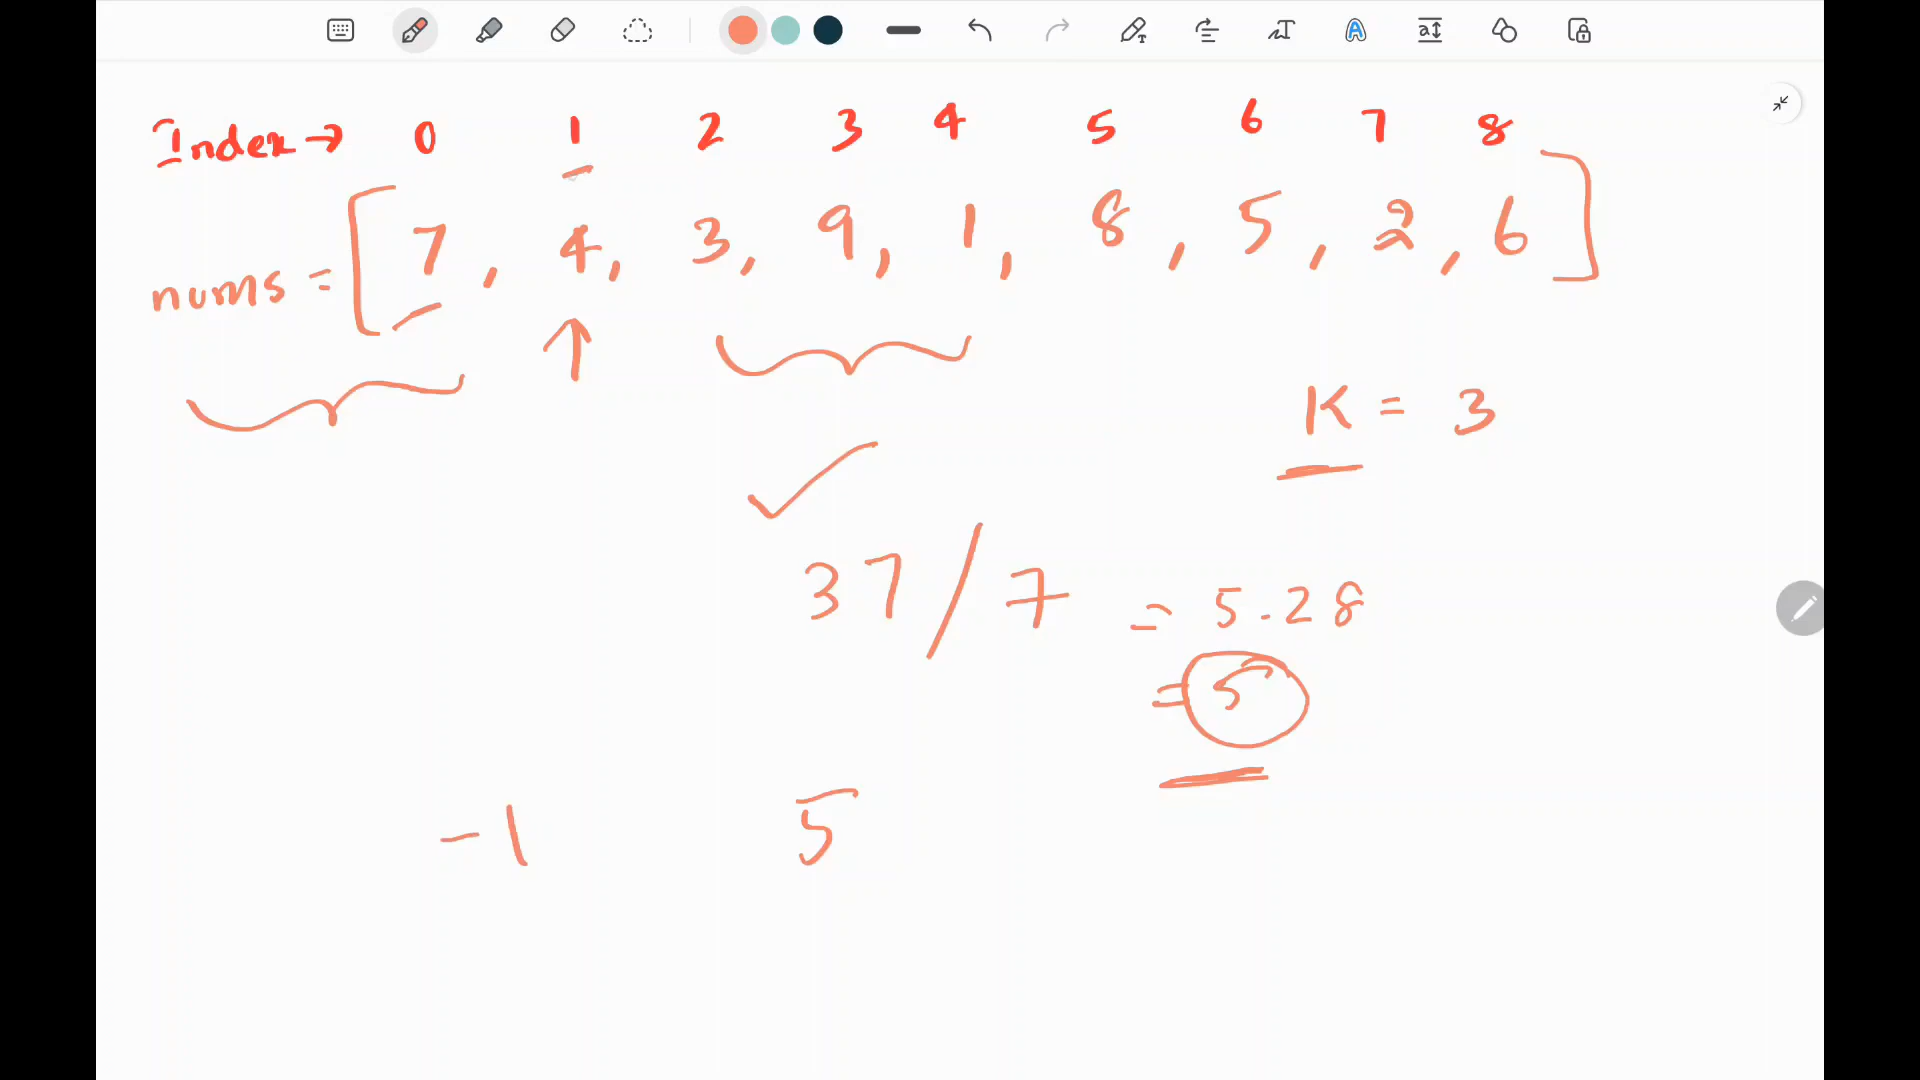 Index → 0 1 2 3 4 5 6 7 8
nums = [7, 4, 3, 9, 1, 8, 5, 2, 6]
K = 3
37/7 = 5.28
= 5
-1 5